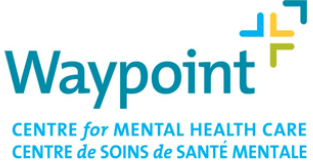 Waypoint
CENTRE for MENTAL HEALTH CARE
CENTRE de SOINS de SANTÉ MENTALE